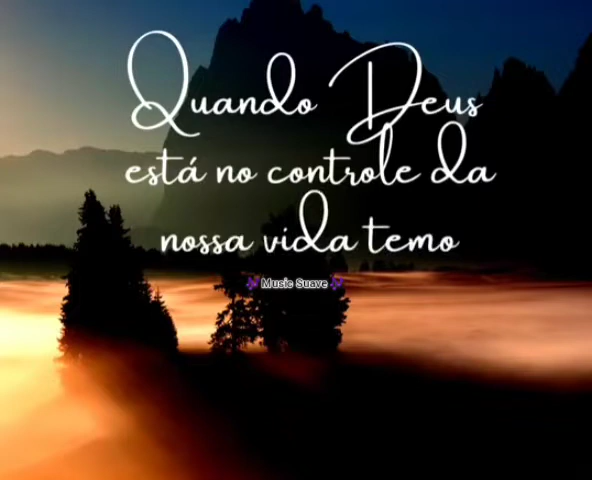 Quando Deus
está no controle da
nossa vida temo
🎶Music Suave🎶